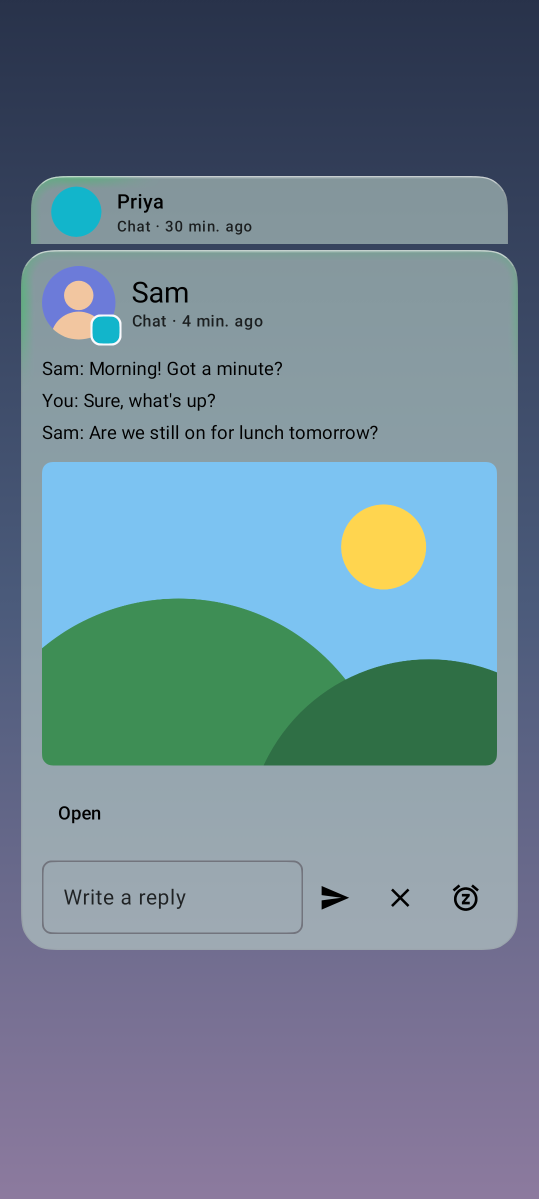 Priya
Chat · 30 min. ago
Sam
Chat · 4 min. ago
Sam: Morning! Got a minute?
You: Sure, what's up?
Sam: Are we still on for lunch tomorrow?
Open
Write a reply